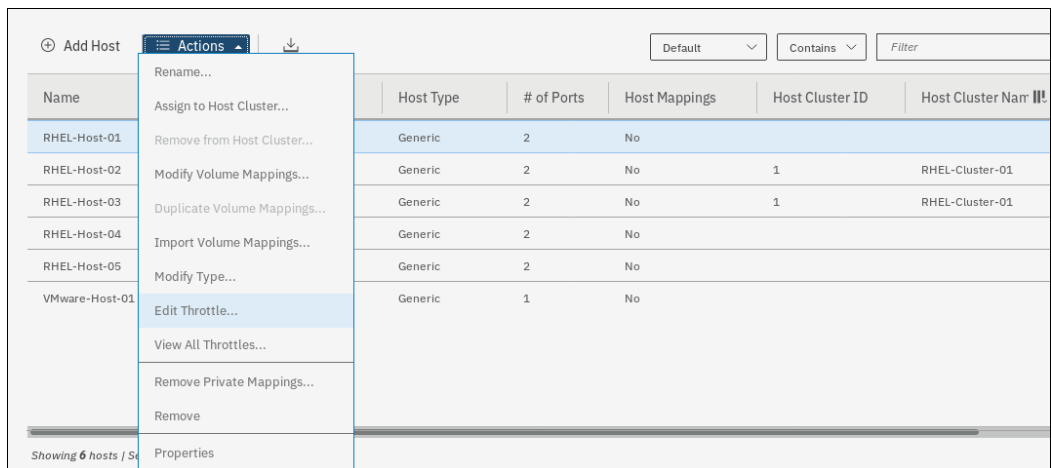 Add Host Actions Default Contains Filter
Rename...
Name Host Type # of Ports Host Mappings Host Cluster ID Host Cluster Nam
Assign to Host Cluster...
RHEL-Host-01 Remove from Host Cluster... Generic 2 No
RHEL-Host-02 Modify Volume Mappings... Generic 2 No 1 RHEL-Cluster-01
RHEL-Host-03 Duplicate Volume Mappings... Generic 2 No 1 RHEL-Cluster-01
RHEL-Host-04 Import Volume Mappings... Generic 2 No
RHEL-Host-05 Modify Type... Generic 2 No
VMware-Host-01 Edit Throttle... Generic 1 No
View All Throttles...
Remove Private Mappings...
Remove
Showing 6 hosts | Se Properties